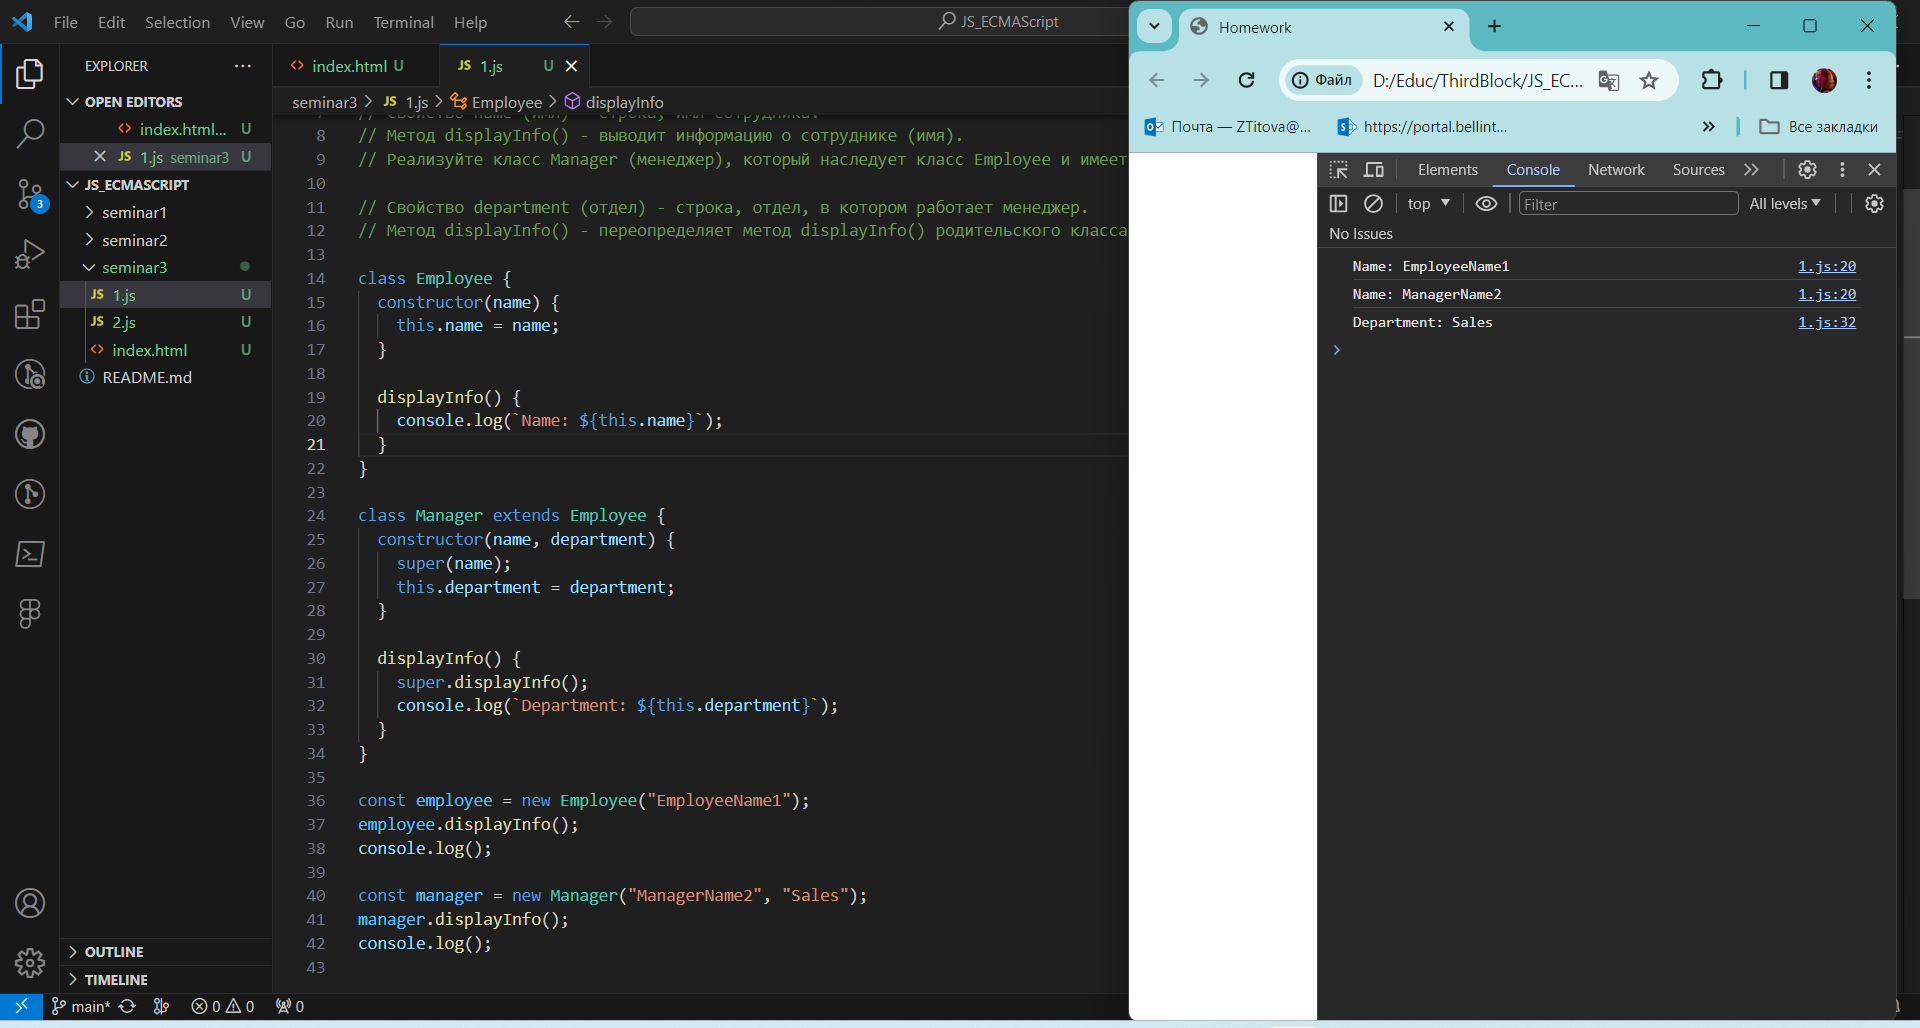 File Edit Selection View Go Run Terminal Help
JS_ECMAScript
EXPLORER
OPEN EDITORS
index.html... U
JS 1.js seminar3 U
JS_ECMASCRIPT
seminar1
seminar2
seminar3
JS 1.js U
JS 2.js U
index.html U
README.md
OUTLINE
TIMELINE
3
index.html U
JS 1.js U
seminar3 > JS 1.js > Employee > displayInfo
8 // Метод displayInfo() - выводит информацию о сотруднике (имя).
9 // Реализуйте класс Manager (менеджер), который наследует класс Employee и имеет
10
11 // Свойство department (отдел) - строка, отдел, в котором работает менеджер.
12 // Метод displayInfo() - переопределяет метод displayInfo() родительского класса
13
14 class Employee {
15 constructor(name) {
16 this.name = name;
17 }
18
19 displayInfo() {
20 console.log(`Name: ${this.name}`);
21 }
22 }
23
24 class Manager extends Employee {
25 constructor(name, department) {
26 super(name);
27 this.department = department;
28 }
29
30 displayInfo() {
31 super.displayInfo();
32 console.log(`Department: ${this.department}`);
33 }
34 }
35
36 const employee = new Employee("EmployeeName1");
37 employee.displayInfo();
38 console.log();
39
40 const manager = new Manager("ManagerName2", "Sales");
41 manager.displayInfo();
42 console.log();
43
main* 0 0 0
Homework
Файл D:/Educ/ThirdBlock/JS_EC...
Почта — ZTitova@... https://portal.bellint... » Все закладки
Elements Console Network Sources »
top Filter All levels
No Issues
Name: EmployeeName1 1.js:20
Name: ManagerName2 1.js:20
Department: Sales 1.js:32